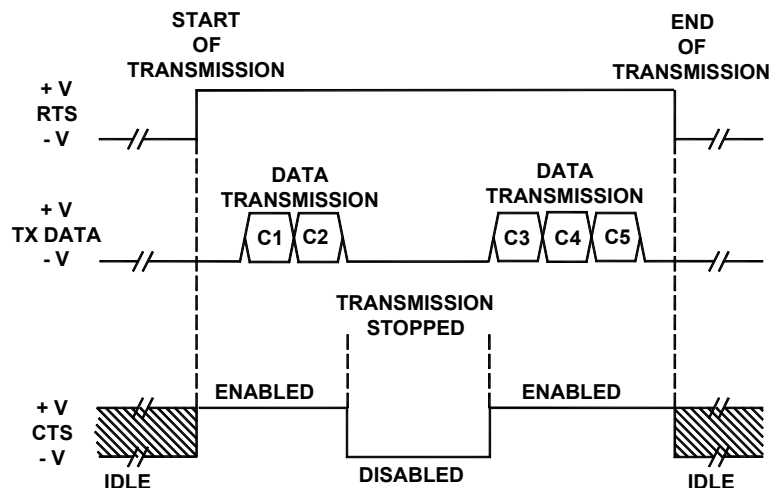 START
OF
TRANSMISSION
END
OF
TRANSMISSION
+ V
RTS
- V
DATA
TRANSMISSION
DATA
TRANSMISSION
+ V
TX DATA
- V
C1
C2
C3
C4
C5
TRANSMISSION
STOPPED
ENABLED
ENABLED
+ V
CTS
- V
IDLE
DISABLED
IDLE